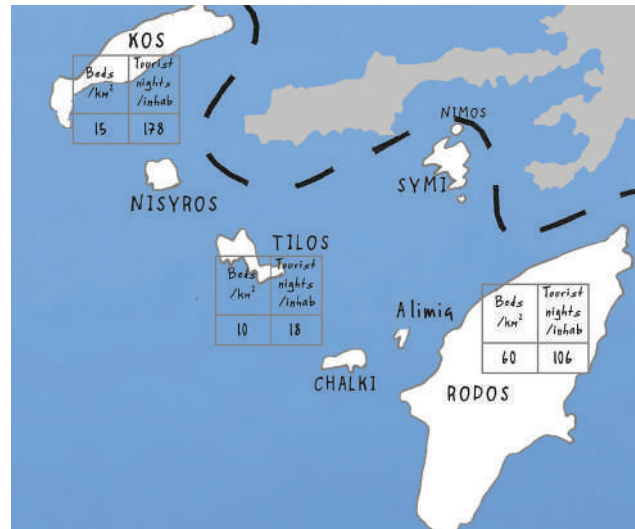 KOS
Beds Tourist
/km² nights
/inhab
15 178
NIMOS
SYMI
NISYROS
TILOS
Beds Tourist
/km² nights
/inhab
10 18
Alimia
Beds Tourist
/km² nights
/inhab
60 106
CHALKI
RODOS